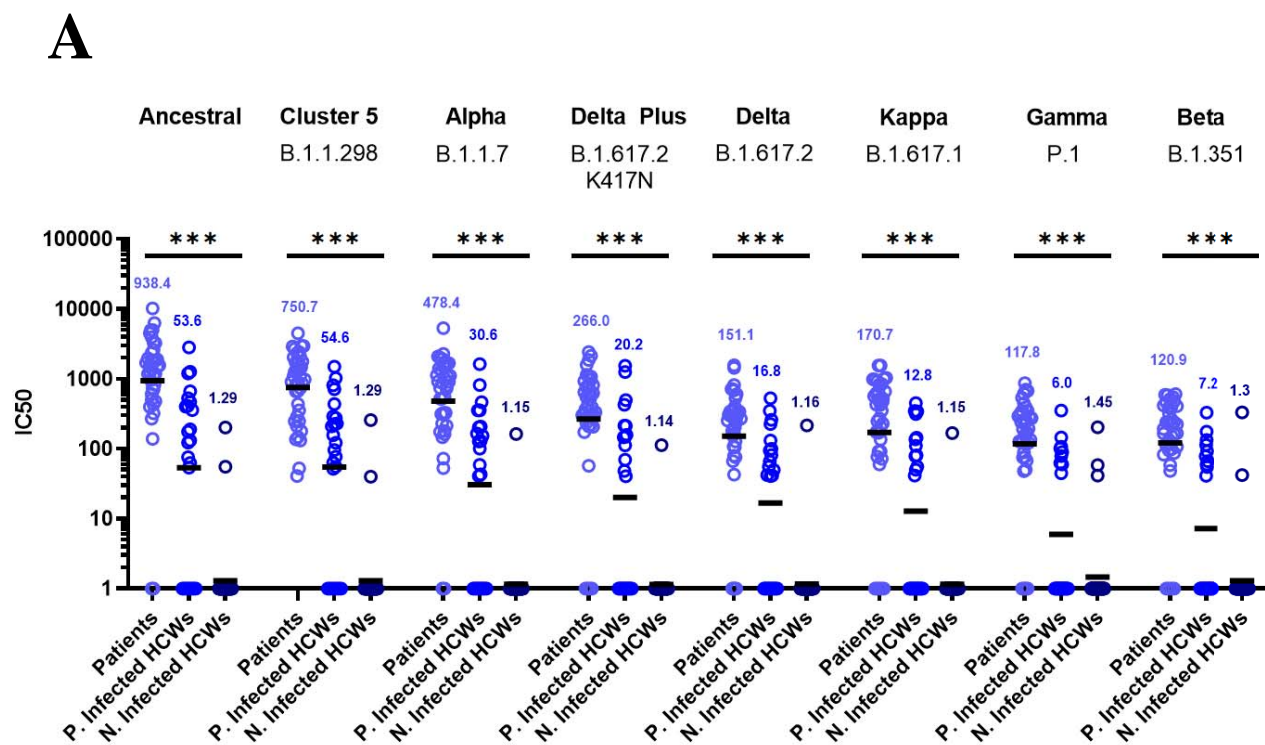 A
Ancestral Cluster 5 Alpha Delta Plus Delta Kappa Gamma Beta
B.1.1.298 B.1.1.7 B.1.617.2 B.1.617.2 B.1.617.1 P.1 B.1.351
K417N
100000 *** *** *** *** *** *** *** ***
938.4 53.6 1.29 750.7 54.6 1.29 478.4 30.6 1.15 266.0 20.2 1.14 151.1 16.8 1.16 170.7 12.8 1.15 117.8 6.0 1.45 120.9 7.2 1.3
10000
1000
100
10
1
IC50
Patients P. Infected HCWs N. Infected HCWs Patients P. Infected HCWs N. Infected HCWs Patients P. Infected HCWs N. Infected HCWs Patients P. Infected HCWs N. Infected HCWs Patients P. Infected HCWs N. Infected HCWs Patients P. Infected HCWs N. Infected HCWs Patients P. Infected HCWs N. Infected HCWs Patients P. Infected HCWs N. Infected HCWs